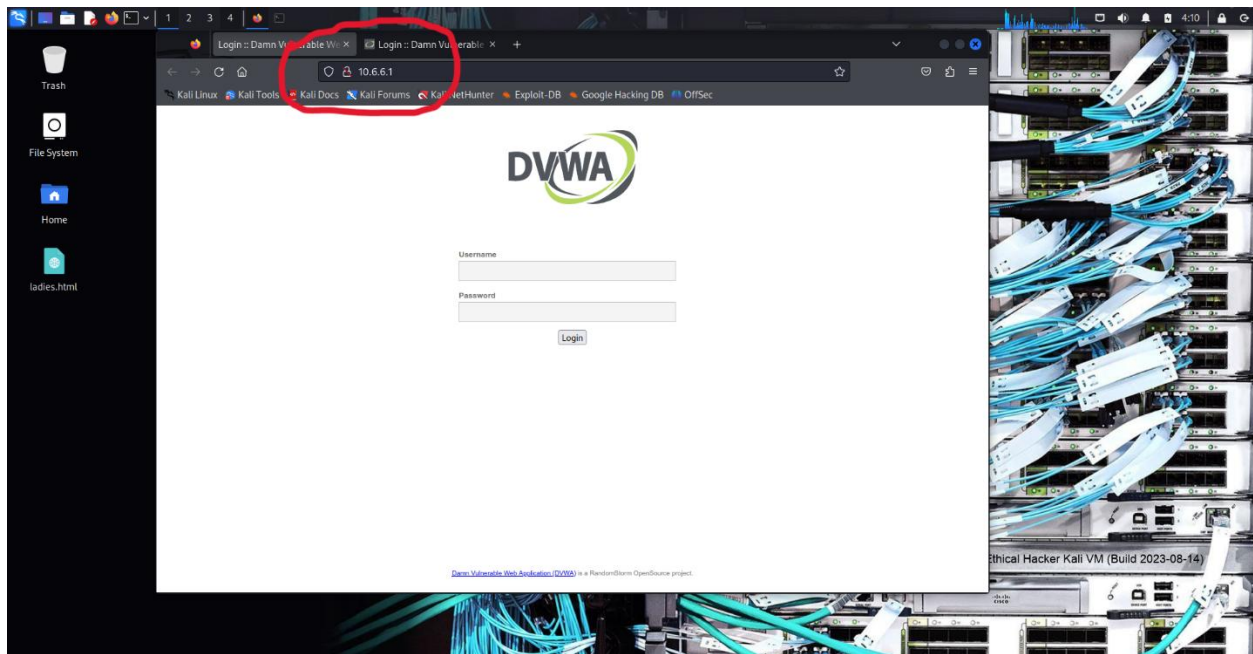 1 2 3 4
4:10
Login :: Damn Vulnerable We
Login :: Damn Vulnerable
10.6.6.1
Kali Linux Kali Tools Kali Docs Kali Forums Kali NetHunter Exploit-DB Google Hacking DB OffSec
Trash
File System
Home
ladies.html
DVWA
Username
Password
Login
Damn Vulnerable Web Application (DVWA) is a RandomStorm OpenSource project.
Ethical Hacker Kali VM (Build 2023-08-14)
CISCO